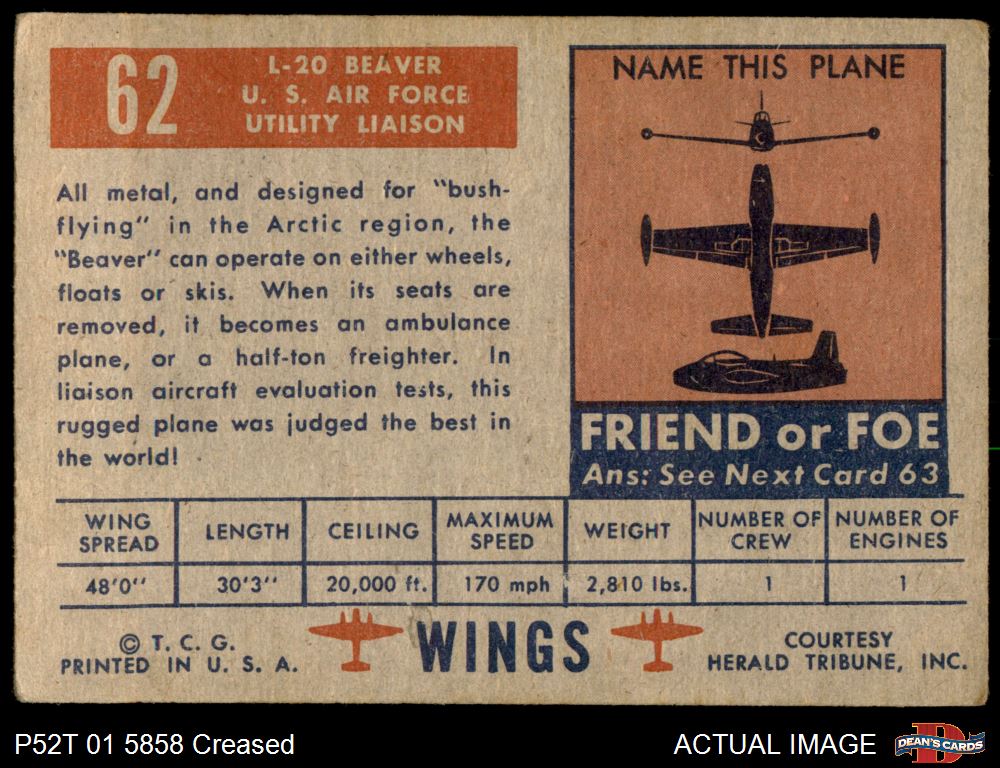 62
L-20 BEAVER
U. S. AIR FORCE
UTILITY LIAISON
All metal, and designed for "bush-
flying" in the Arctic region, the
"Beaver" can operate on either wheels,
floats or skis. When its seats are
removed, it becomes an ambulance
plane, or a half-ton freighter. In
liaison aircraft evaluation tests, this
rugged plane was judged the best in
the world!
NAME THIS PLANE
FRIEND or FOE
Ans: See Next Card 63
WING SPREAD LENGTH CEILING MAXIMUM SPEED WEIGHT NUMBER OF CREW NUMBER OF ENGINES
48'0" 30'3" 20,000 ft. 170 mph 2,810 lbs. 1 1
© T. C. G.
PRINTED IN U. S. A.
WINGS
COURTESY
HERALD TRIBUNE, INC.
P52T 01 5858 Creased
ACTUAL IMAGE
D
DEAN'S CARDS